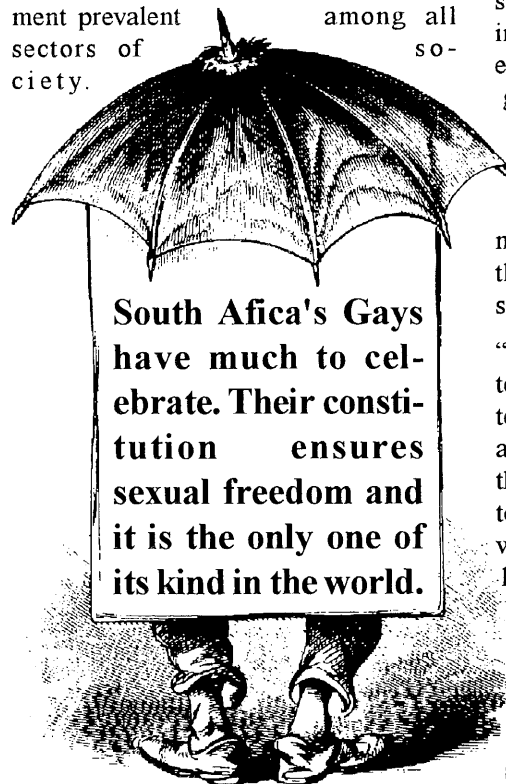 ment prevalent among all
sectors of so-
ciety.
South Afica's Gays
have much to cel-
ebrate. Their consti-
tution ensures
sexual freedom and
it is the only one of
its kind in the world.